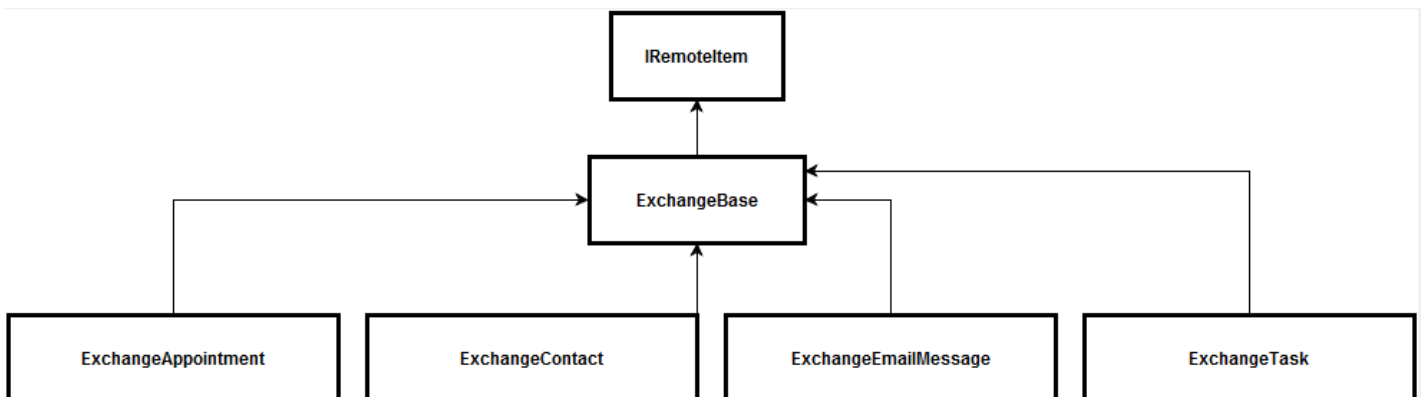 IRemoteItem
ExchangeBase
ExchangeAppointment
ExchangeContact
ExchangeEmailMessage
ExchangeTask